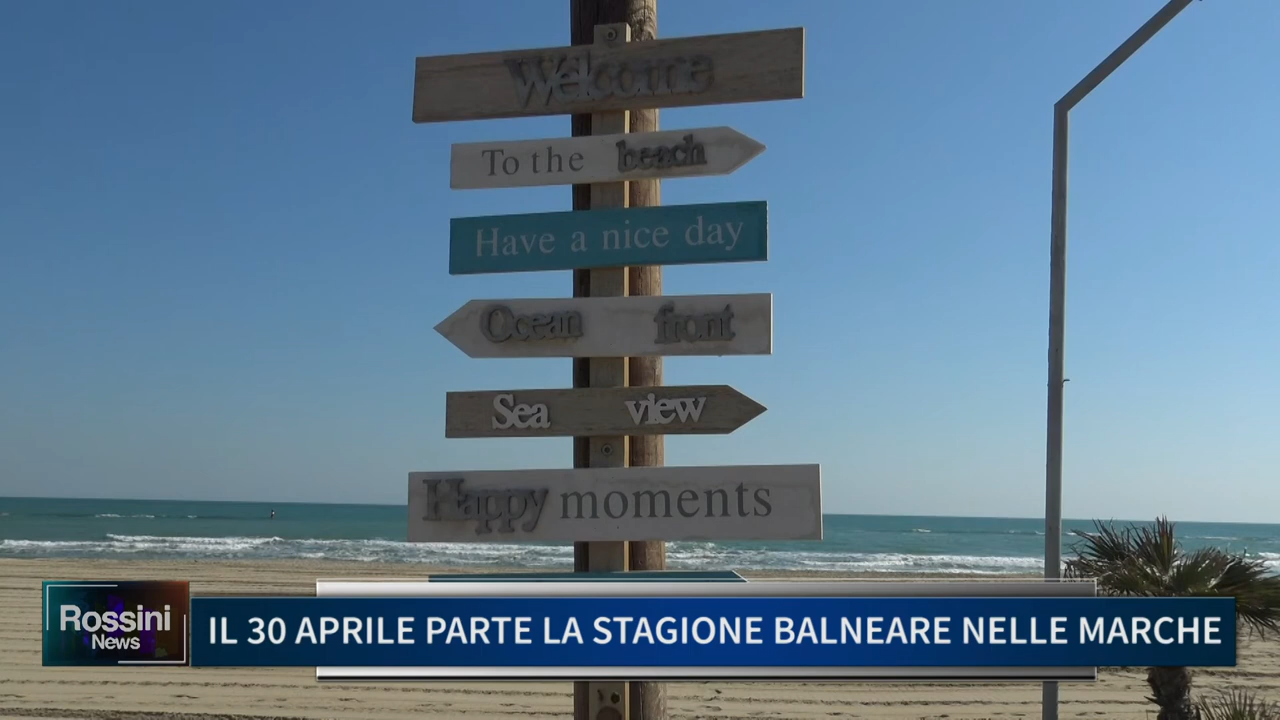 Welcome
To the beach
Have a nice day
Ocean front
Sea view
Happy moments
Rossini
News
IL 30 APRILE PARTE LA STAGIONE BALNEARE NELLE MARCHE